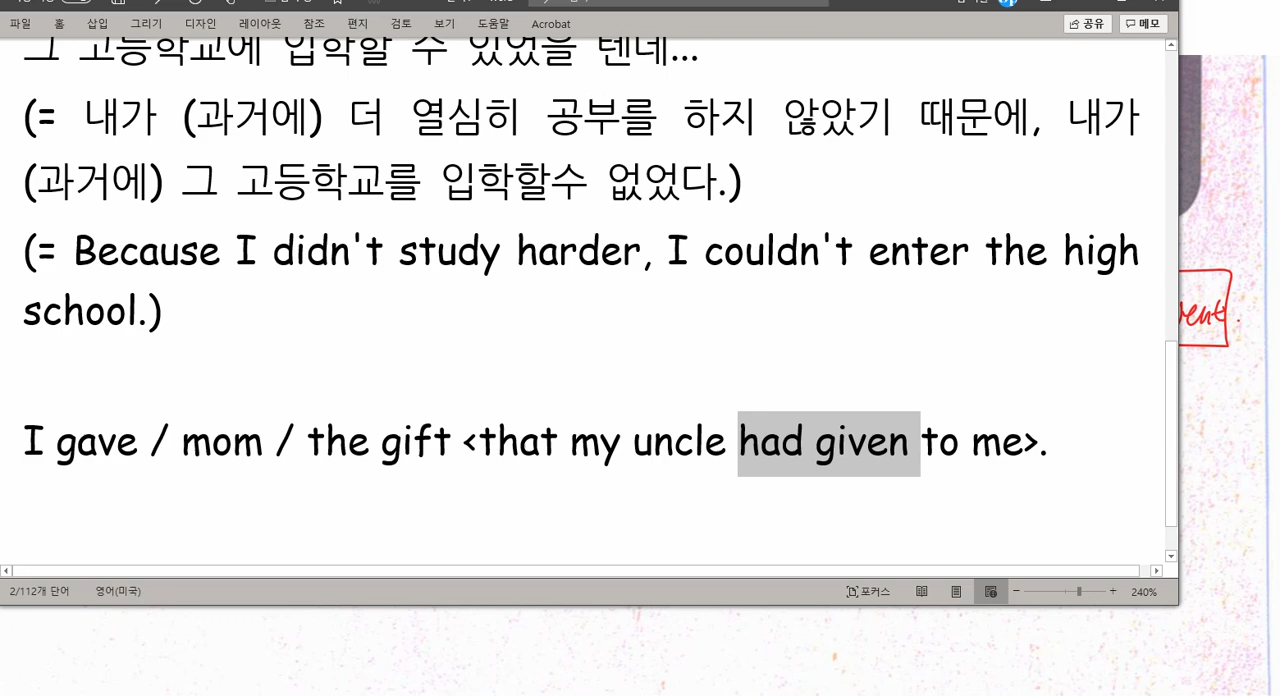 파일 홈 삽입 그리기 디자인 레이아웃 참조 편지 검토 보기 도움말 Acrobat 공유 메모
그 고등학교에 입학할 수 있었을 텐데...
(= 내가 (과거에) 더 열심히 공부를 하지 않았기 때문에, 내가
(과거에) 그 고등학교를 입학할수 없었다.)
(= Because I didn't study harder, I couldn't enter the high
school.)
I gave / mom / the gift <that my uncle had given to me>.
2/112개 단어 영어(미국) 포커스 240%